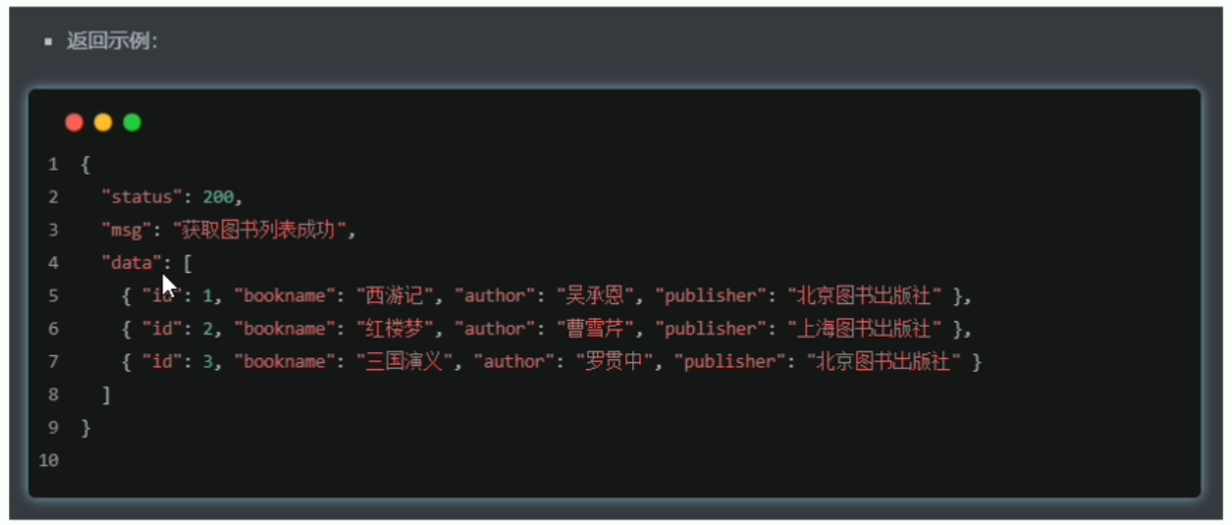 ▪ 返回示例：
1 {
2 "status": 200,
3 "msg": "获取图书列表成功",
4 "data": [
5 { "id": 1, "bookname": "西游记", "author": "吴承恩", "publisher": "北京图书出版社" },
6 { "id": 2, "bookname": "红楼梦", "author": "曹雪芹", "publisher": "上海图书出版社" },
7 { "id": 3, "bookname": "三国演义", "author": "罗贯中", "publisher": "北京图书出版社" }
8 ]
9 }
10